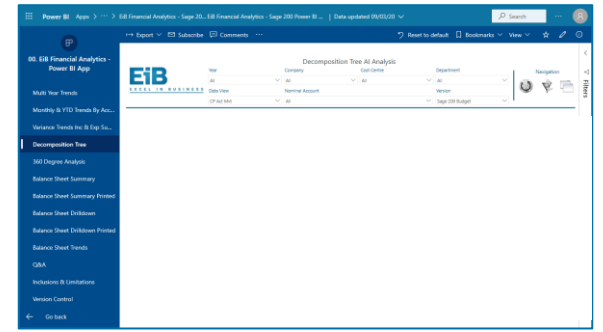 Power BI Apps > ··· > EiB Financial Analytics - Sage 20... EiB Financial Analytics - Sage 200 Power BI ... | Data updated 09/03/20
Search
Export Subscribe Comments ··· Reset to default Bookmarks View
00. EiB Financial Analytics - Power BI App
Multi Year Trends
Monthly & YTD Trends By Acc...
Variance Trends Inc & Exp Su...
Decomposition Tree
360 Degree Analysis
Balance Sheet Summary
Balance Sheet Summary Printed
Balance Sheet Drilldown
Balance Sheet Drilldown Printed
Balance Sheet Trends
Q&A
Inclusions & Limitations
Version Control
Go back
EiB
EXCEL IN BUSINESS
Decomposition Tree AI Analysis
Year Company Cost Centre Department
All All All All
Data View Nominal Account Version
CP Act Mvt All Sage 200 Budget
Navigation
Filters